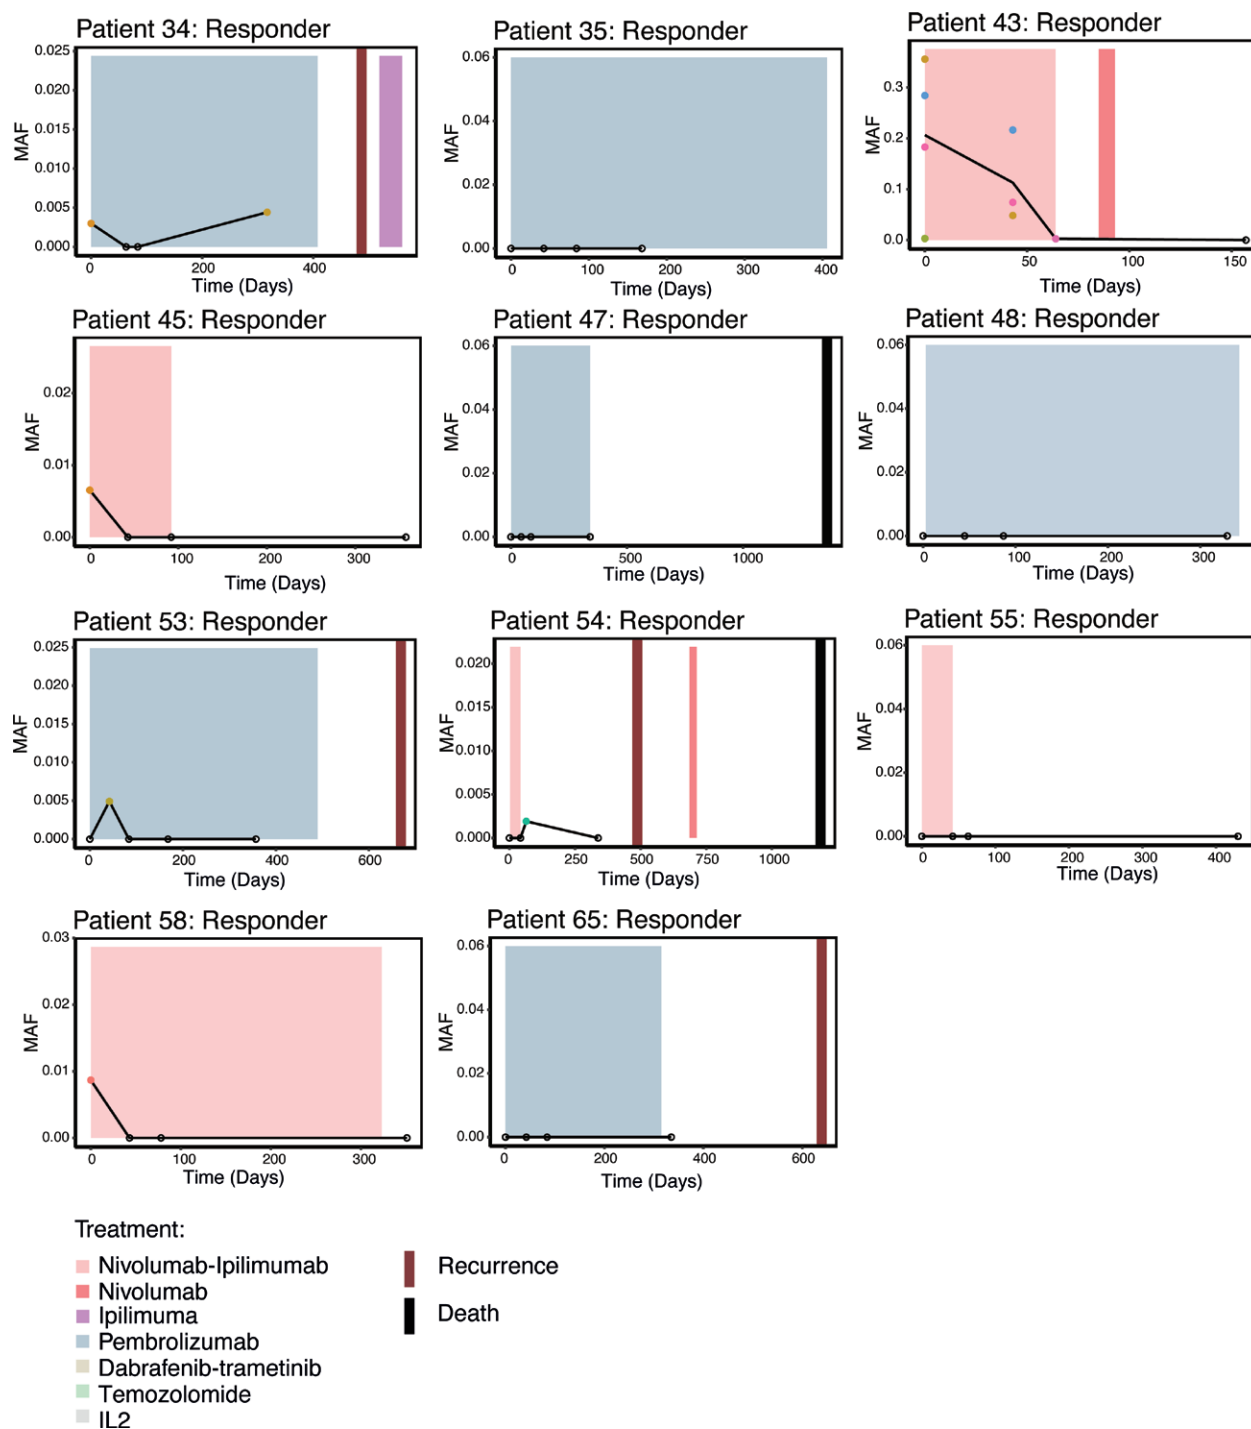 Patient 34: Responder
0.025
0.020
0.015
0.010
0.005
0.000
MAF
0
200
400
Time (Days)
Patient 35: Responder
0.06
0.04
0.02
0.00
MAF
0
100
200
300
400
Time (Days)
Patient 43: Responder
0.3
0.2
0.1
0.0
MAF
0
50
100
150
Time (Days)
Patient 45: Responder
0.02
0.01
0.00
MAF
0
100
200
300
Time (Days)
Patient 47: Responder
0.06
0.04
0.02
0.00
MAF
0
500
1000
Time (Days)
Patient 48: Responder
0.06
0.04
0.02
0.00
MAF
0
100
200
300
Time (Days)
Patient 53: Responder
0.025
0.020
0.015
0.010
0.005
0.000
MAF
0
200
400
600
Time (Days)
Patient 54: Responder
0.020
0.015
0.010
0.005
0.000
MAF
0
250
500
750
1000
Time (Days)
Patient 55: Responder
0.06
0.04
0.02
0.00
MAF
0
100
200
300
400
Time (Days)
Patient 58: Responder
0.03
0.02
0.01
0.00
MAF
0
100
200
300
Time (Days)
Patient 65: Responder
0.06
0.04
0.02
0.00
MAF
0
200
400
600
Time (Days)
Treatment:
Nivolumab-Ipilimumab
Nivolumab
Ipilimuma
Pembrolizumab
Dabrafenib-trametinib
Temozolomide
IL2
Recurrence
Death